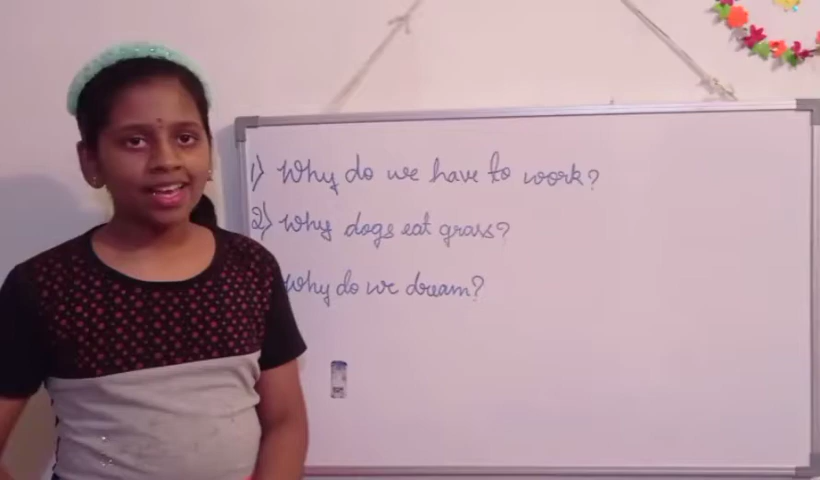 1) Why do we have to work?
2) Why dogs eat grass?
Why do we dream?